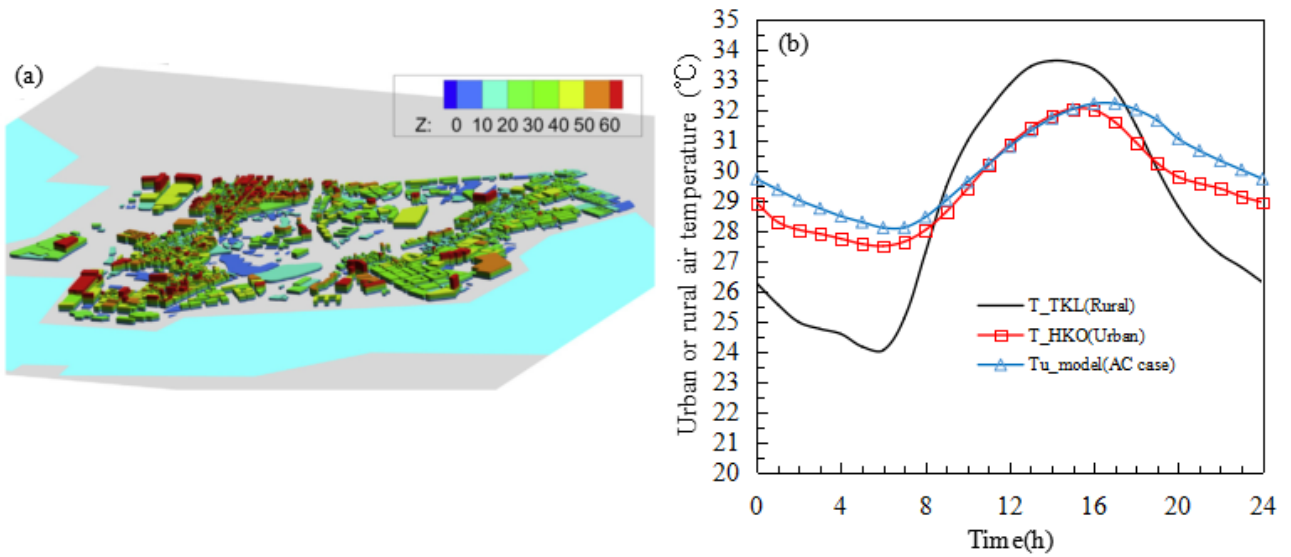 (a)
Z: 0 10 20 30 40 50 60
(b)
Urban or rural air temperature (℃)
35
34
33
32
31
30
29
28
27
26
25
24
23
22
21
20
T_TKL(Rural)
T_HKO(Urban)
Tu_model(AC case)
0 4 8 12 16 20 24
Time(h)